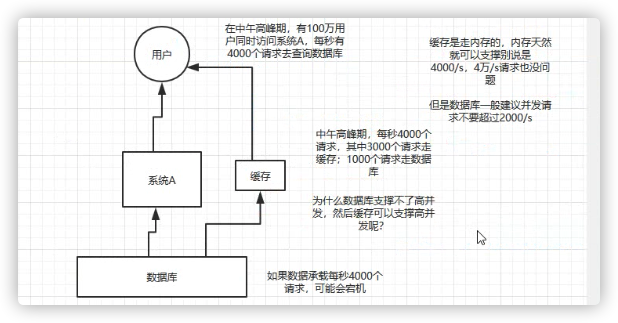 在中午高峰期，有100万用
户同时访问系统A，每秒有
4000个请求去查询数据库
用户
缓存是走内存的，内存天然
就可以支撑别说是
4000/s，4万/s请求也没问
题
但是数据库一般建议并发请
求不要超过2000/s
中午高峰期，每秒4000个
请求，其中3000个请求走
缓存；1000个请求走数据
库
系统A
缓存
为什么数据库支撑不了高并
发，然后缓存可以支撑高并
发呢？
数据库
如果数据承载每秒4000个
请求，可能会宕机